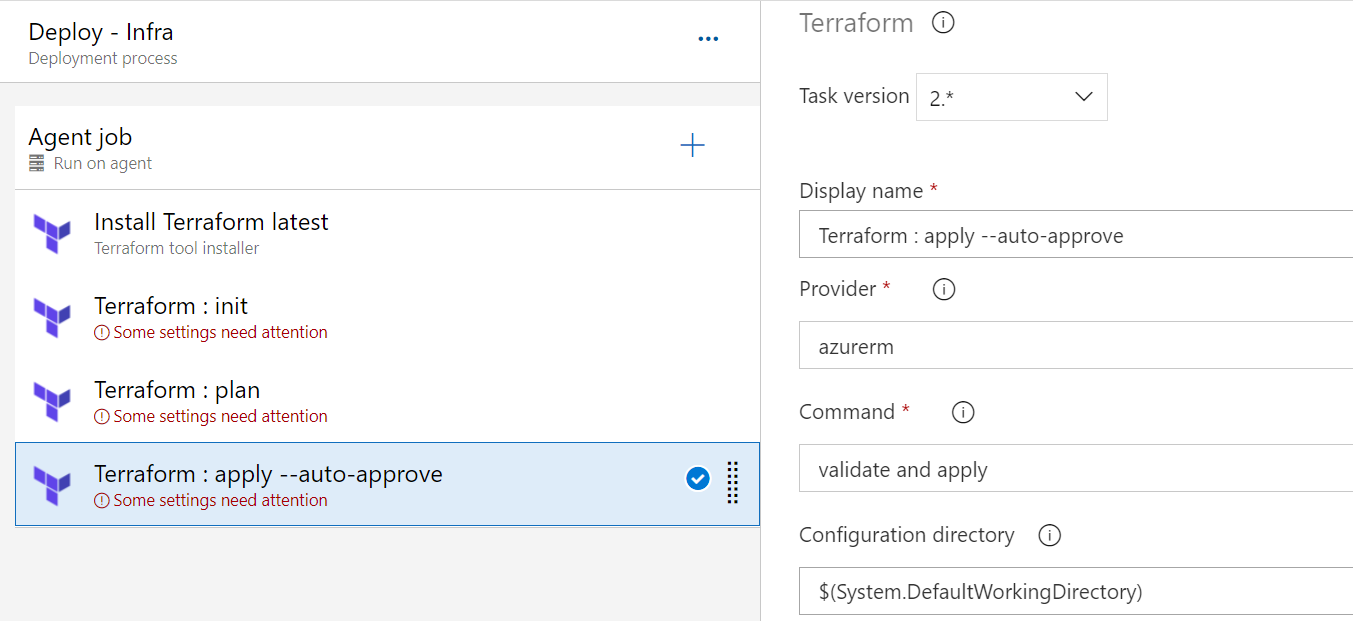 Deploy - Infra
Deployment process
Agent job
Run on agent
Install Terraform latest
Terraform tool installer
Terraform : init
Some settings need attention
Terraform : plan
Some settings need attention
Terraform : apply --auto-approve
Some settings need attention
Terraform
Task version 2.*
Display name *
Terraform : apply --auto-approve
Provider *
azurerm
Command *
validate and apply
Configuration directory
$(System.DefaultWorkingDirectory)